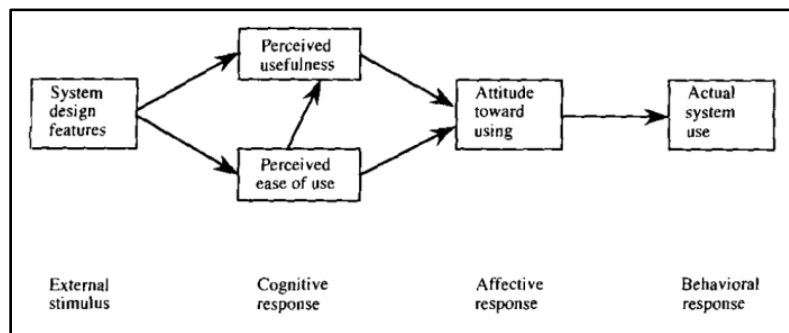 Perceived
usefulness
System
design
features
Attitude
toward
using
Actual
system
use
Perceived
ease of use
External
stimulus
Cognitive
response
Affective
response
Behavioral
response